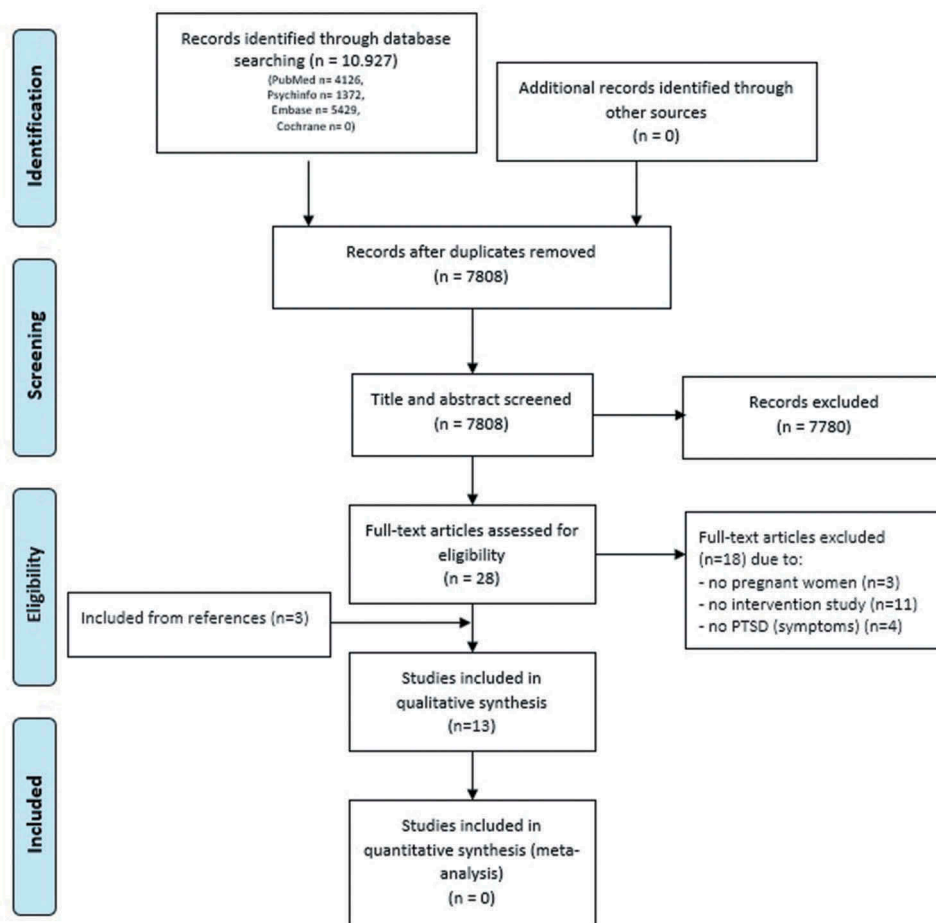 Identification
Records identified through database
searching (n = 10.927)
(PubMed n= 4126,
Psychinfo n= 1372,
Embase n= 5429,
Cochrane n= 0)
Additional records identified through
other sources
(n = 0)
Records after duplicates removed
(n = 7808)
Screening
Title and abstract screened
(n = 7808)
Records excluded
(n = 7780)
Eligibility
Full-text articles assessed for
eligibility
(n = 28)
Full-text articles excluded
(n=18) due to:
- no pregnant women (n=3)
- no intervention study (n=11)
- no PTSD (symptoms) (n=4)
Included from references (n=3)
Studies included in
qualitative synthesis
(n=13)
Included
Studies included in
quantitative synthesis (meta-
analysis)
(n = 0)